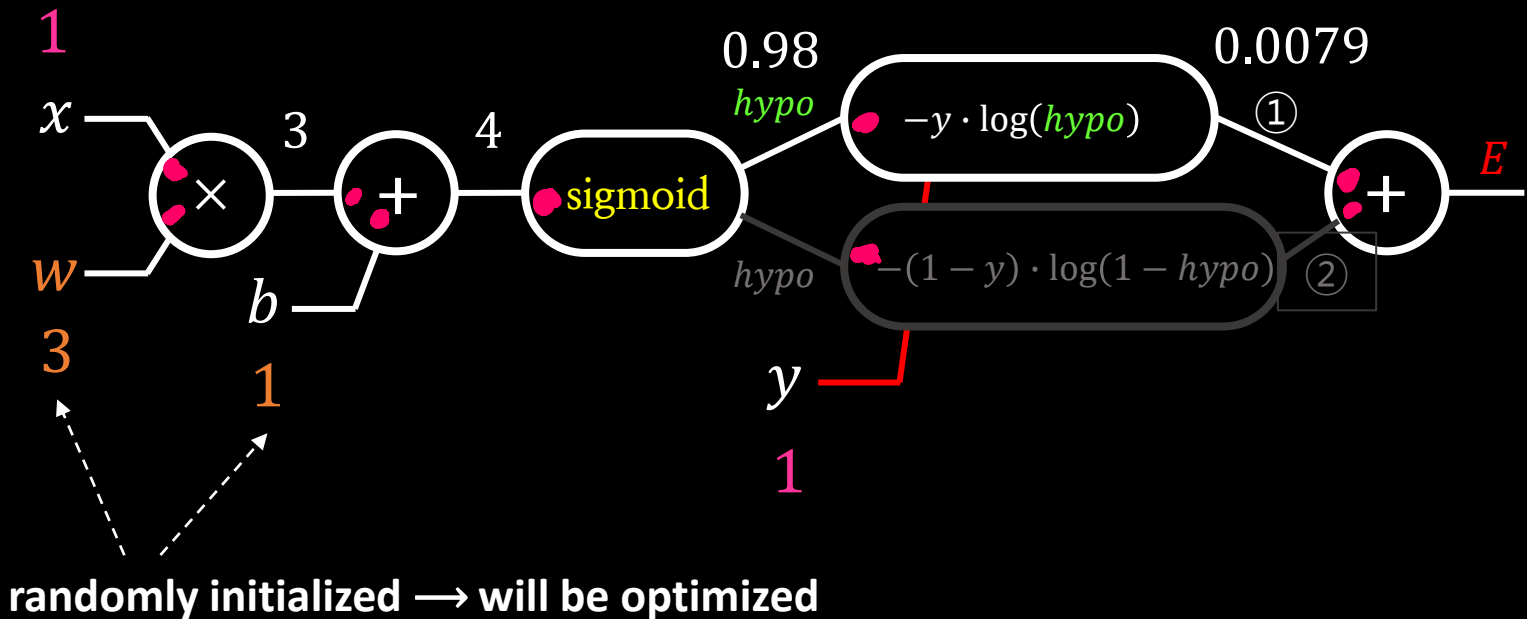 1
x
w
3
×
3
b
1
+
4
sigmoid
0.98
hypo
hypo
−y · log(hypo)
−(1 − y) · log(1 − hypo)
y
1
0.0079
①
②
+
E
randomly initialized → will be optimized